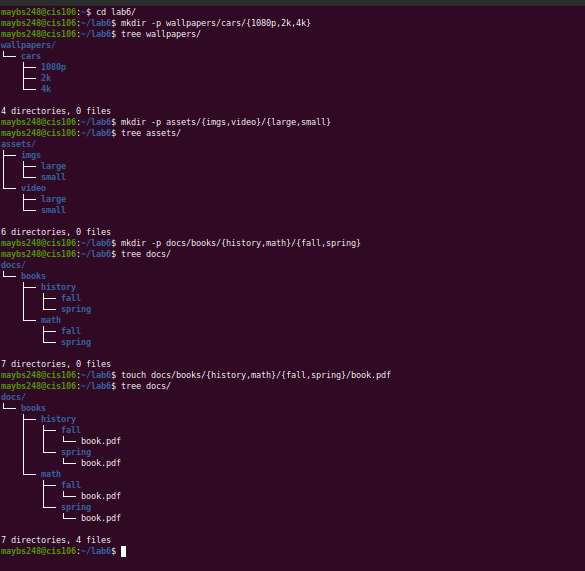 maybs248@cis106:~$ cd lab6/
maybs248@cis106:~/lab6$ mkdir -p wallpapers/cars/{1080p,2k,4k}
maybs248@cis106:~/lab6$ tree wallpapers/
wallpapers/
└── cars
    ├── 1080p
    ├── 2k
    └── 4k

4 directories, 0 files
maybs248@cis106:~/lab6$ mkdir -p assets/{imgs,video}/{large,small}
maybs248@cis106:~/lab6$ tree assets/
assets/
├── imgs
│   ├── large
│   └── small
└── video
    ├── large
    └── small

6 directories, 0 files
maybs248@cis106:~/lab6$ mkdir -p docs/books/{history,math}/{fall,spring}
maybs248@cis106:~/lab6$ tree docs/
docs/
└── books
    ├── history
    │   ├── fall
    │   └── spring
    └── math
        ├── fall
        └── spring

7 directories, 0 files
maybs248@cis106:~/lab6$ touch docs/books/{history,math}/{fall,spring}/book.pdf
maybs248@cis106:~/lab6$ tree docs/
docs/
└── books
    ├── history
    │   ├── fall
    │   │   └── book.pdf
    │   └── spring
    │       └── book.pdf
    └── math
        ├── fall
        │   └── book.pdf
        └── spring
            └── book.pdf

7 directories, 4 files
maybs248@cis106:~/lab6$